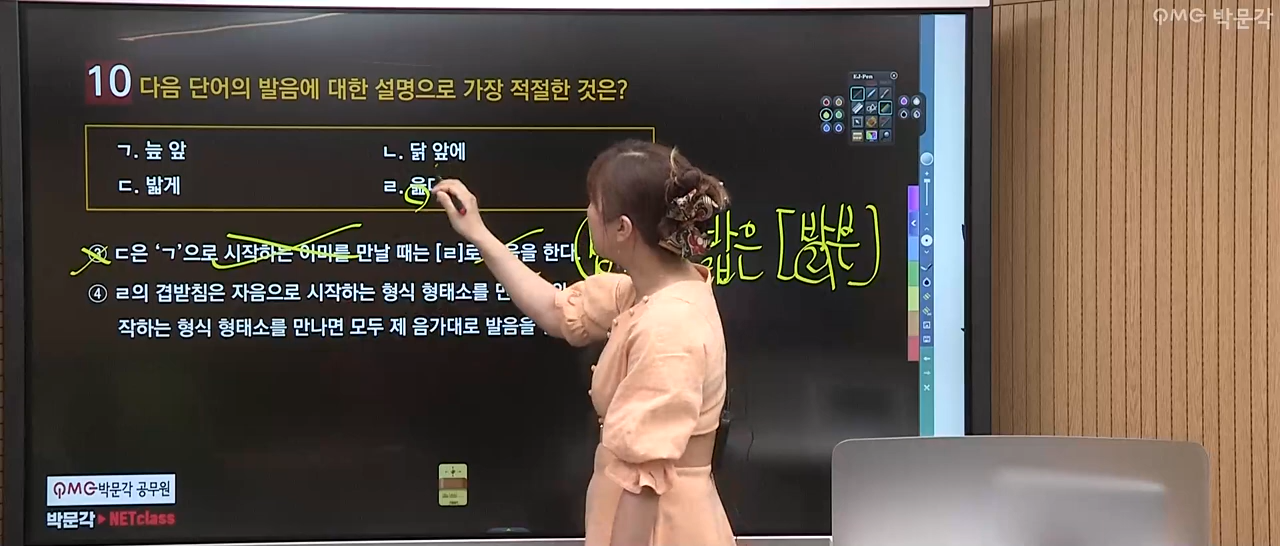 QMG 박문각
10 다음 단어의 발음에 대한 설명으로 가장 적절한 것은?
EJ-Pen
ㄱ. 늪 앞 ㄴ. 닭 앞에
ㄷ. 밟게 ㄹ. 읊
③ ㄷ은 ‘ㄱ’으로 시작하는 어미를 만날 때는 [ㄹ]로 을 한다.
밟은 [발븐]
④ ㄹ의 겹받침은 자음으로 시작하는 형식 형태소를
작하는 형식 형태소를 만나면 모두 제 음가대로 발음을
QMG박문각 공무원
박문각 ▶ NETclass